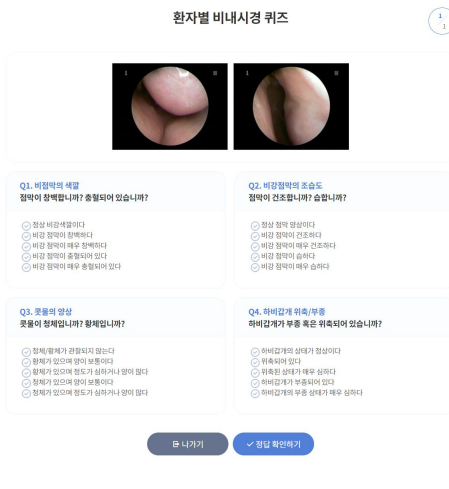 환자별 비내시경 퀴즈
1
1
1
1
Q1. 비점막의 색깔
점막이 창백합니까? 충혈되어 있습니까?
정상 비강색깔이다
비강 점막이 창백하다
비강 점막이 매우 창백하다
비강 점막이 충혈되어 있다
비강 점막이 매우 충혈되어 있다
Q2. 비강점막의 조습도
점막이 건조합니까? 습합니까?
정상 점막 양상이다
비강 점막이 건조하다
비강 점막이 매우 건조하다
비강 점막이 습하다
비강 점막이 매우 습하다
Q3. 콧물의 양상
콧물이 청체입니까? 황체입니까?
청체/황체가 관찰되지 않는다
황체가 있으며 양이 보통이다
황체가 있으며 정도가 심하거나 양이 많다
청체가 있으며 양이 보통이다
청체가 있으며 정도가 심하거나 양이 많다
Q4. 하비갑개 위축/부종
하비갑개가 부종 혹은 위축되어 있습니까?
하비갑개의 상태가 정상이다
위축되어 있다
위축된 상태가 매우 심하다
하비갑개가 부종되어 있다
하비갑개의 부종 상태가 매우 심하다
나가기
정답 확인하기